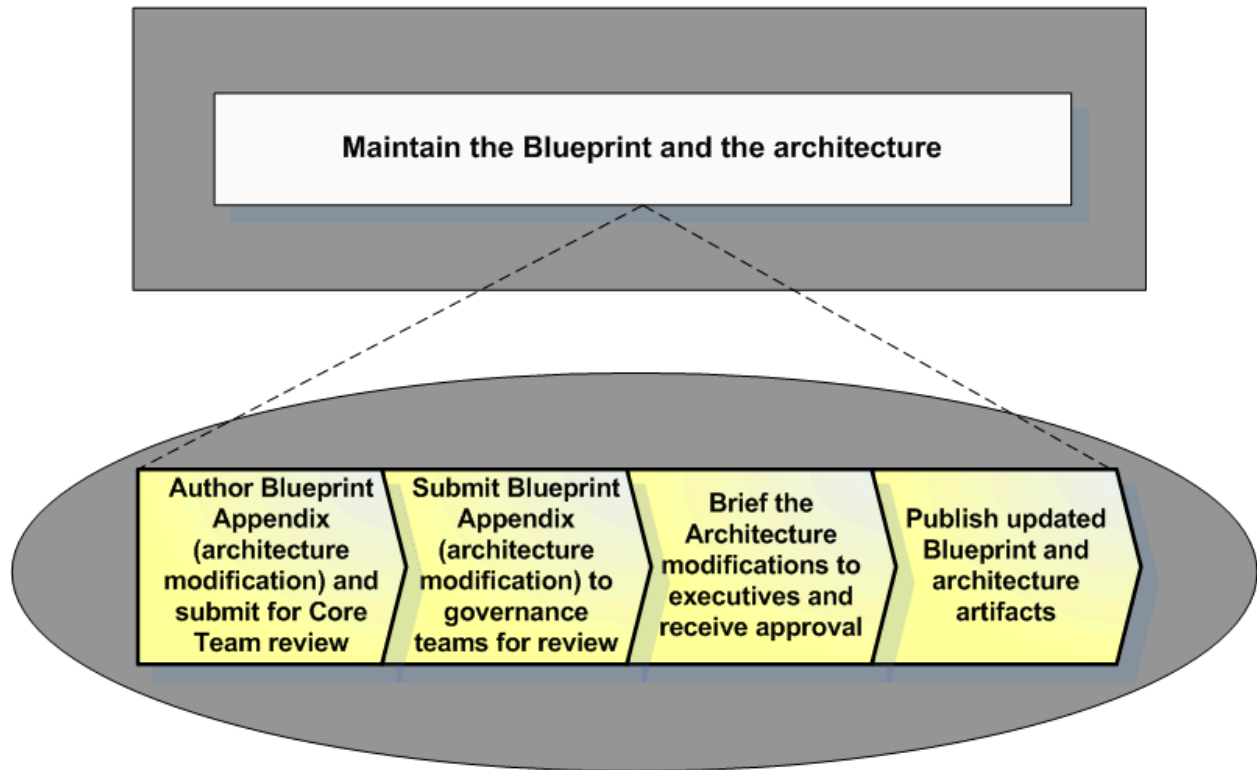 Maintain the Blueprint and the architecture
Author Blueprint
Appendix
(architecture
modification) and
submit for Core
Team review
Submit Blueprint
Appendix
(architecture
modification) to
governance
teams for review
Brief the
Architecture
modifications to
executives and
receive approval
Publish updated
Blueprint and
architecture
artifacts